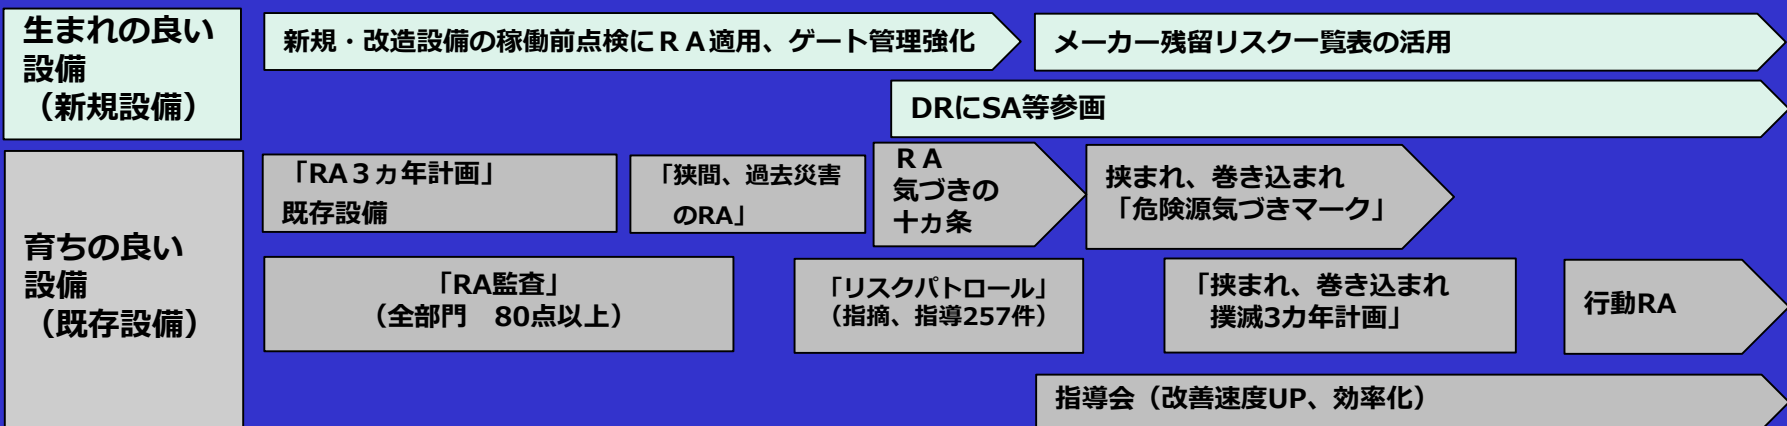 生まれの良い
設備
（新規設備）
新規・改造設備の稼働前点検にＲＡ適用、ゲート管理強化
メーカー残留リスク一覧表の活用
DRにSA等参画
育ちの良い
設備
（既存設備）
「RA３ヵ年計画」
既存設備
「狭間、過去災害
のRA」
ＲＡ
気づきの
十ヵ条
挟まれ、巻き込まれ
「危険源気づきマーク」
「RA監査」
（全部門　80点以上）
「リスクパトロール」
（指摘、指導257件）
「挟まれ、巻き込まれ
撲滅3カ年計画」
行動RA
指導会（改善速度UP、効率化）